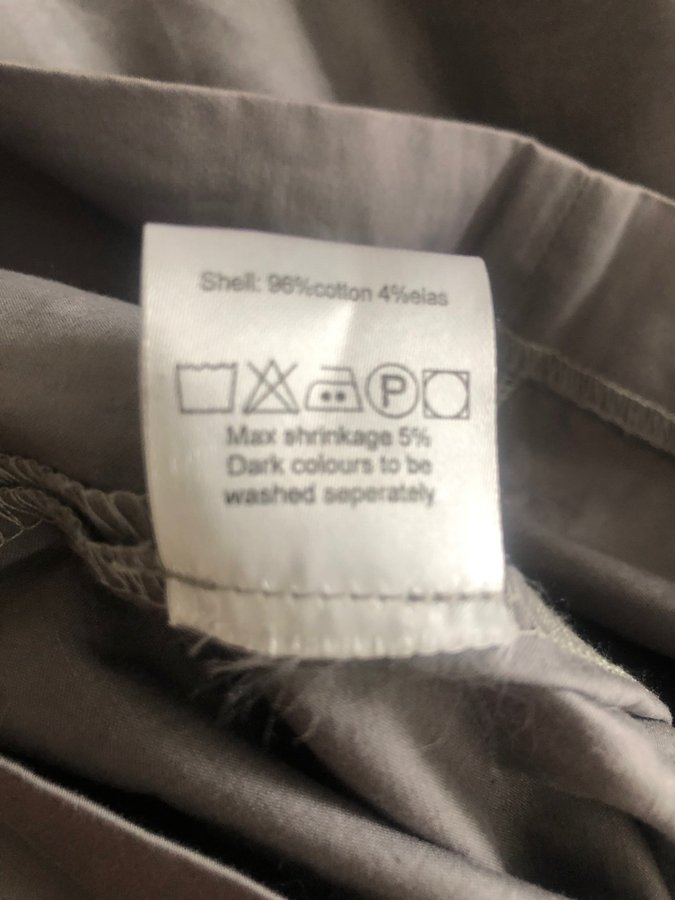 Shell: 96%cotton 4%elas
P
Max shrinkage 5%
Dark colours to be
washed seperately